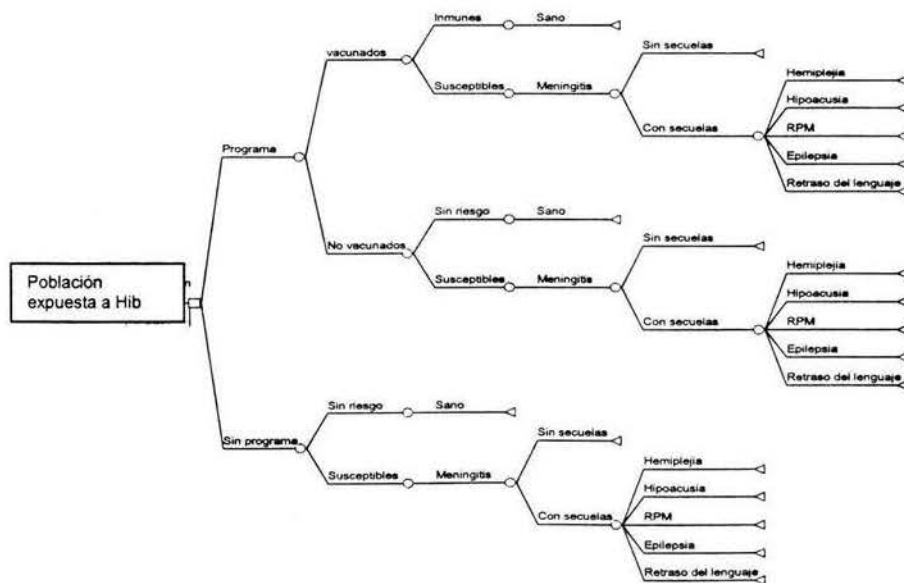 Inmunes
Sano
vacunados
Sin secuelas
Susceptibles
Meningitis
Hemiplejia
Hipoacusia
Con secuelas
RPM
Programa
Epilepsia
Retraso del lenguaje
Sin riesgo
Sano
No vacunados
Sin secuelas
Susceptibles
Meningitis
Hemiplejia
Población
expuesta a Hib
Hipoacusia
Con secuelas
RPM
Epilepsia
Retraso del lenguaje
Sin riesgo
Sano
Sin programa
Sin secuelas
Susceptibles
Meningitis
Hemiplejia
Hipoacusia
Con secuelas
RPM
Epilepsia
Retraso del lenguaje